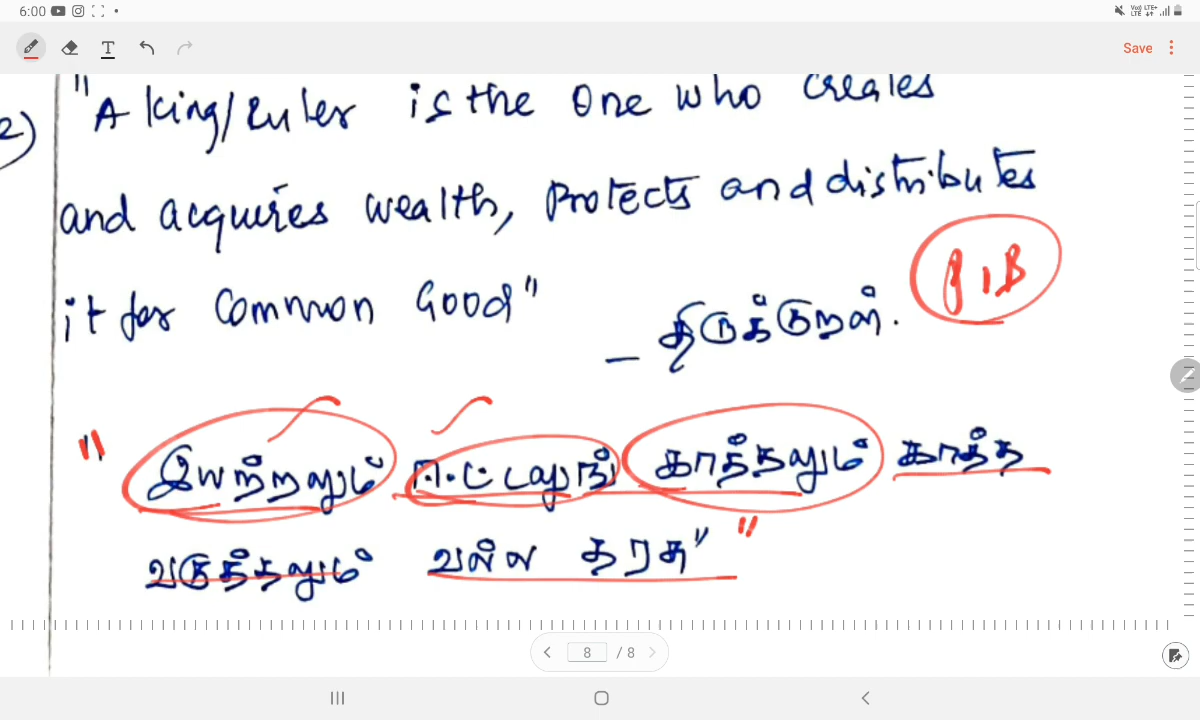 6:00
Save
2) "A king/Ruler is the one who creates
and acquires wealth, Protects and distributes
it for Common Good"
— திருக்குறள்.
" இயற்றலும் ஈட்டலுங் காத்தலும் காத்த
வகுத்தலும் வல்ல தரசு" "
8 / 8